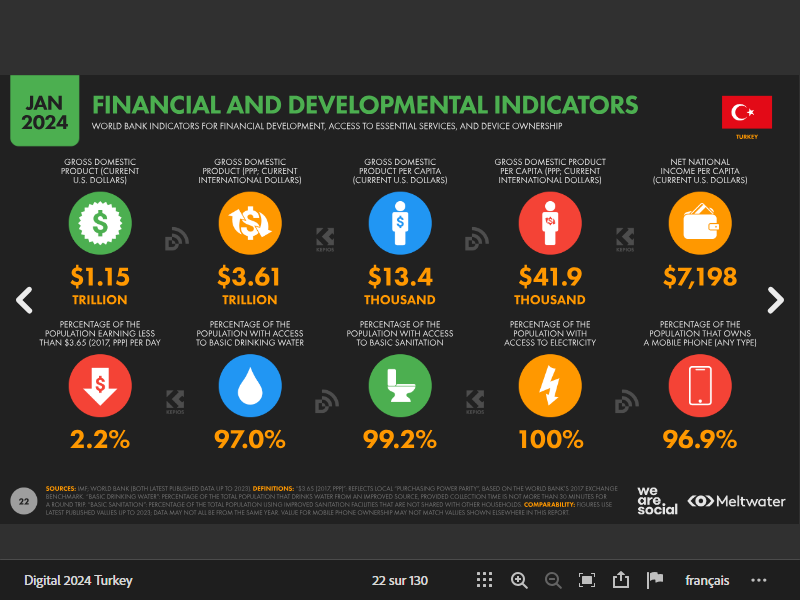 JAN
2024
FINANCIAL AND DEVELOPMENTAL INDICATORS
WORLD BANK INDICATORS FOR FINANCIAL DEVELOPMENT, ACCESS TO ESSENTIAL SERVICES, AND DEVICE OWNERSHIP
TURKEY
GROSS DOMESTIC
PRODUCT (CURRENT
U.S. DOLLARS)
$1.15
TRILLION
GROSS DOMESTIC
PRODUCT (PPP; CURRENT
INTERNATIONAL DOLLARS)
$3.61
TRILLION
GROSS DOMESTIC
PRODUCT PER CAPITA
(CURRENT U.S. DOLLARS)
$13.4
THOUSAND
GROSS DOMESTIC PRODUCT
PER CAPITA (PPP; CURRENT
INTERNATIONAL DOLLARS)
$41.9
THOUSAND
NET NATIONAL
INCOME PER CAPITA
(CURRENT U.S. DOLLARS)
$7,198
PERCENTAGE OF THE
POPULATION EARNING LESS
THAN $3.65 (2017, PPP) PER DAY
2.2%
PERCENTAGE OF THE
POPULATION WITH ACCESS
TO BASIC DRINKING WATER
97.0%
PERCENTAGE OF THE
POPULATION WITH ACCESS
TO BASIC SANITATION
99.2%
PERCENTAGE OF THE
POPULATION WITH
ACCESS TO ELECTRICITY
100%
PERCENTAGE OF THE
POPULATION THAT OWNS
A MOBILE PHONE (ANY TYPE)
96.9%
KEPIOS
KEPIOS
KEPIOS
KEPIOS
22
SOURCES: IMF; WORLD BANK (BOTH LATEST PUBLISHED DATA UP TO 2023). DEFINITIONS: "$3.65 (2017, PPP)": REFLECTS LOCAL "PURCHASING POWER PARITY", BASED ON THE WORLD BANK'S 2017 EXCHANGE
BENCHMARK. "BASIC DRINKING WATER": PERCENTAGE OF THE TOTAL POPULATION THAT DRINKS WATER FROM AN IMPROVED SOURCE, PROVIDED COLLECTION TIME IS NOT MORE THAN 30 MINUTES FOR
A ROUND TRIP. "BASIC SANITATION": PERCENTAGE OF THE TOTAL POPULATION USING IMPROVED SANITATION FACILITIES THAT ARE NOT SHARED WITH OTHER HOUSEHOLDS. COMPARABILITY: FIGURES USE
LATEST PUBLISHED VALUES UP TO 2023; DATA MAY NOT ALL BE FROM THE SAME YEAR. VALUE FOR MOBILE PHONE OWNERSHIP MAY NOT MATCH VALUES SHOWN ELSEWHERE IN THIS REPORT.
we
are.
social
Meltwater
Digital 2024 Turkey
22 sur 130
français